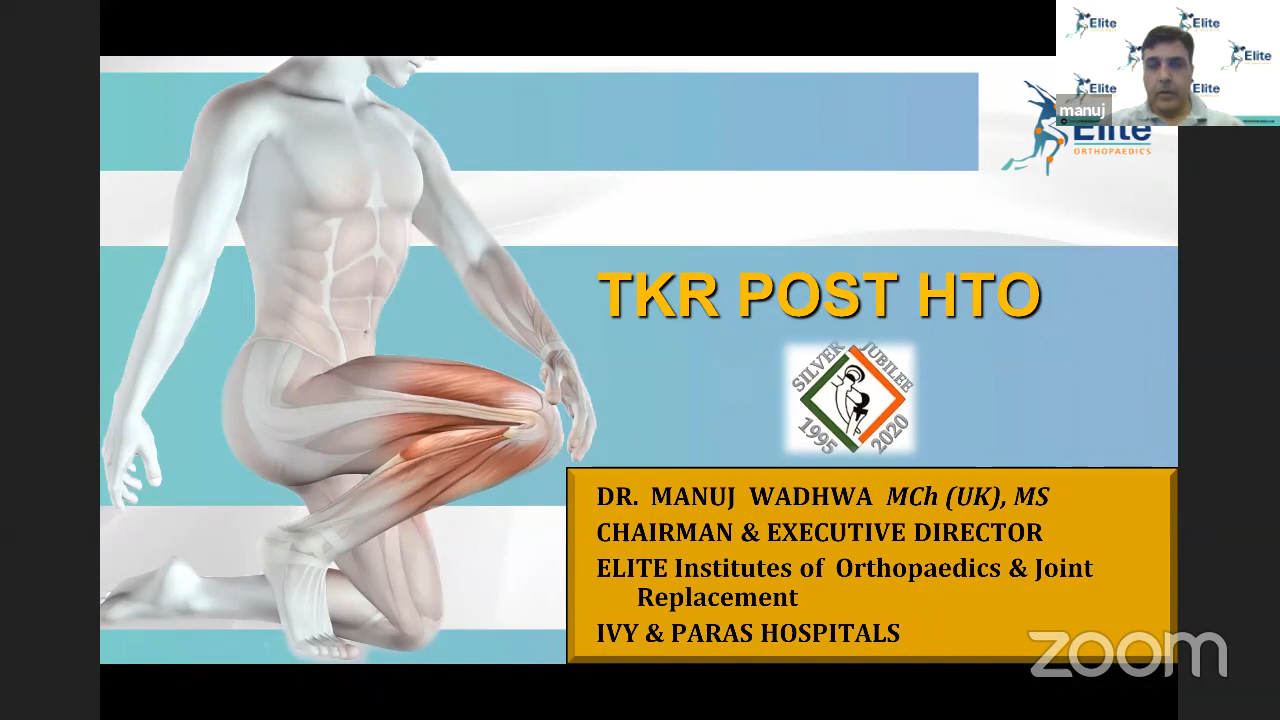 Elite
Elite
Elite
Elite
Elite
manuj
Elite
ORTHOPAEDICS
TKR POST HTO
SILVER JUBILEE
1995 2020
DR. MANUJ WADHWA MCh (UK), MS
CHAIRMAN & EXECUTIVE DIRECTOR
ELITE Institutes of Orthopaedics & Joint
Replacement
IVY & PARAS HOSPITALS
zoom